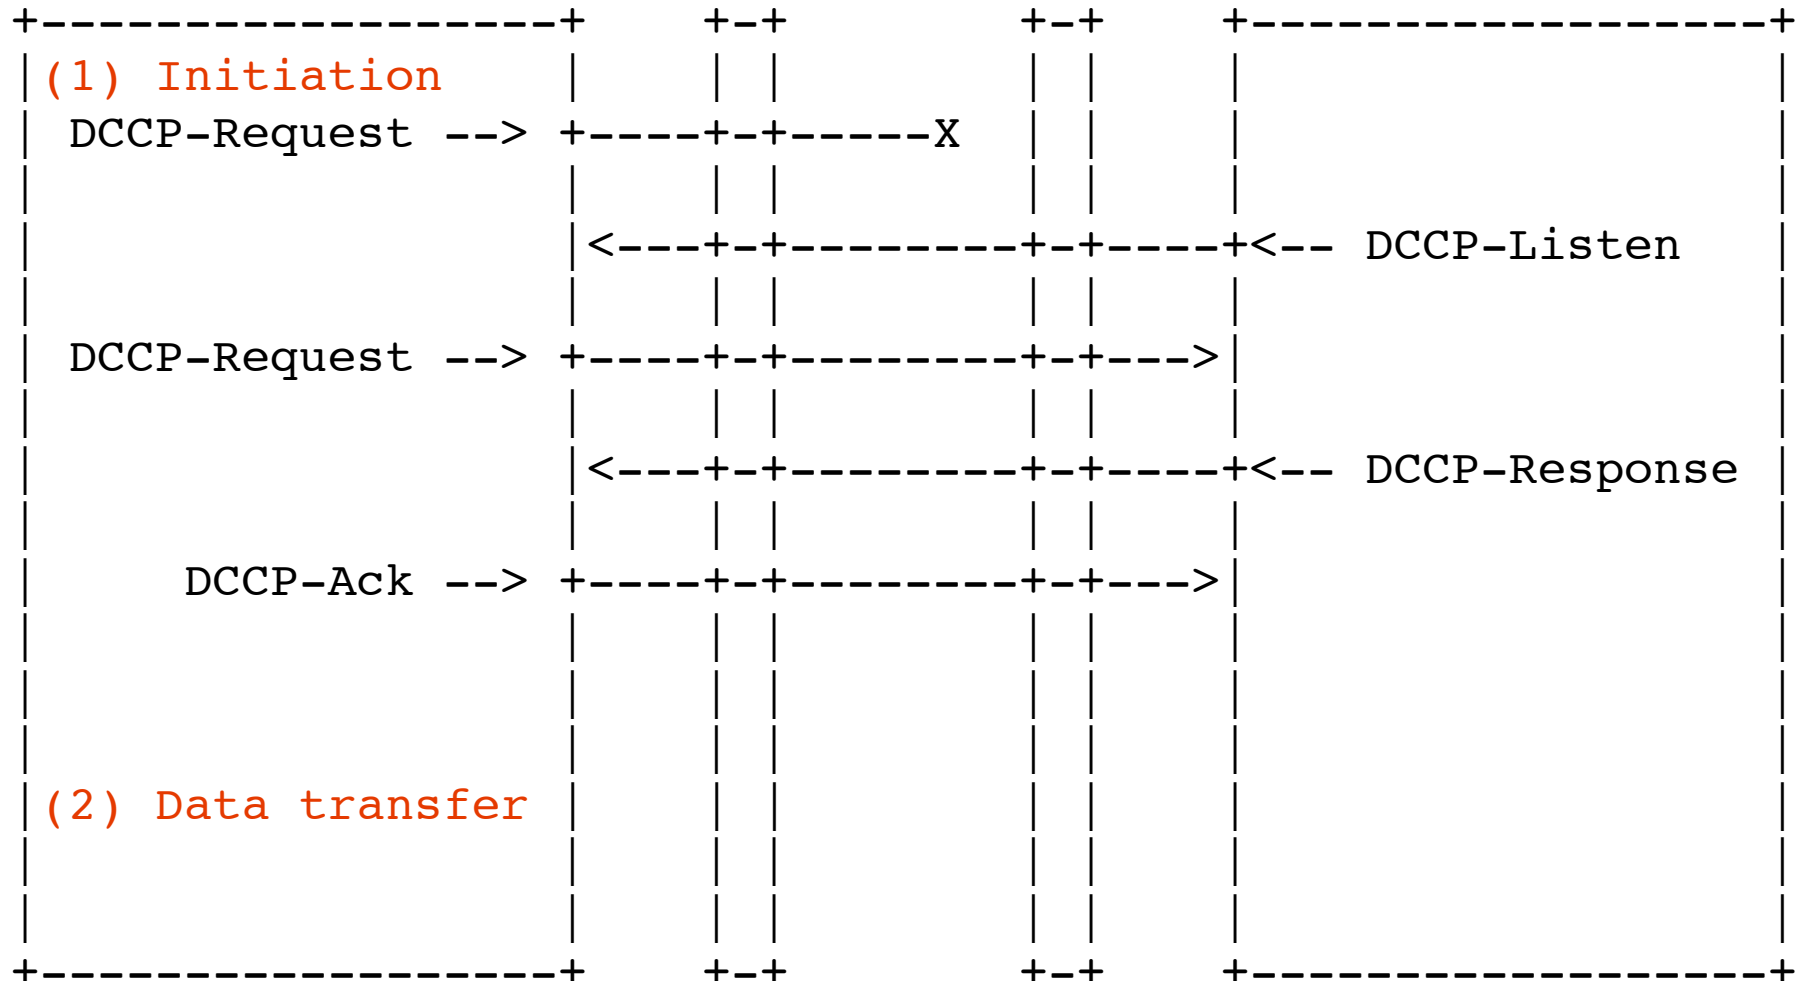 +------------------+    +-+        +-+    +------------------+
|(1) Initiation    |    | |        | |    |                  |
| DCCP-Request --> +----+-+-----X  | |    |                  |
|                  |    | |        | |    |                  |
|                  |<---+-+--------+-+----+<-- DCCP-Listen   |
|                  |    | |        | |    |                  |
| DCCP-Request --> +----+-+--------+-+--->|                  |
|                  |    | |        | |    |                  |
|                  |<---+-+--------+-+----+<-- DCCP-Response |
|                  |    | |        | |    |                  |
|     DCCP-Ack --> +----+-+--------+-+--->|                  |
|                  |    | |        | |    |                  |
|                  |    | |        | |    |                  |
|                  |    | |        | |    |                  |
|(2) Data transfer |    | |        | |    |                  |
|                  |    | |        | |    |                  |
|                  |    | |        | |    |                  |
+------------------+    +-+        +-+    +------------------+